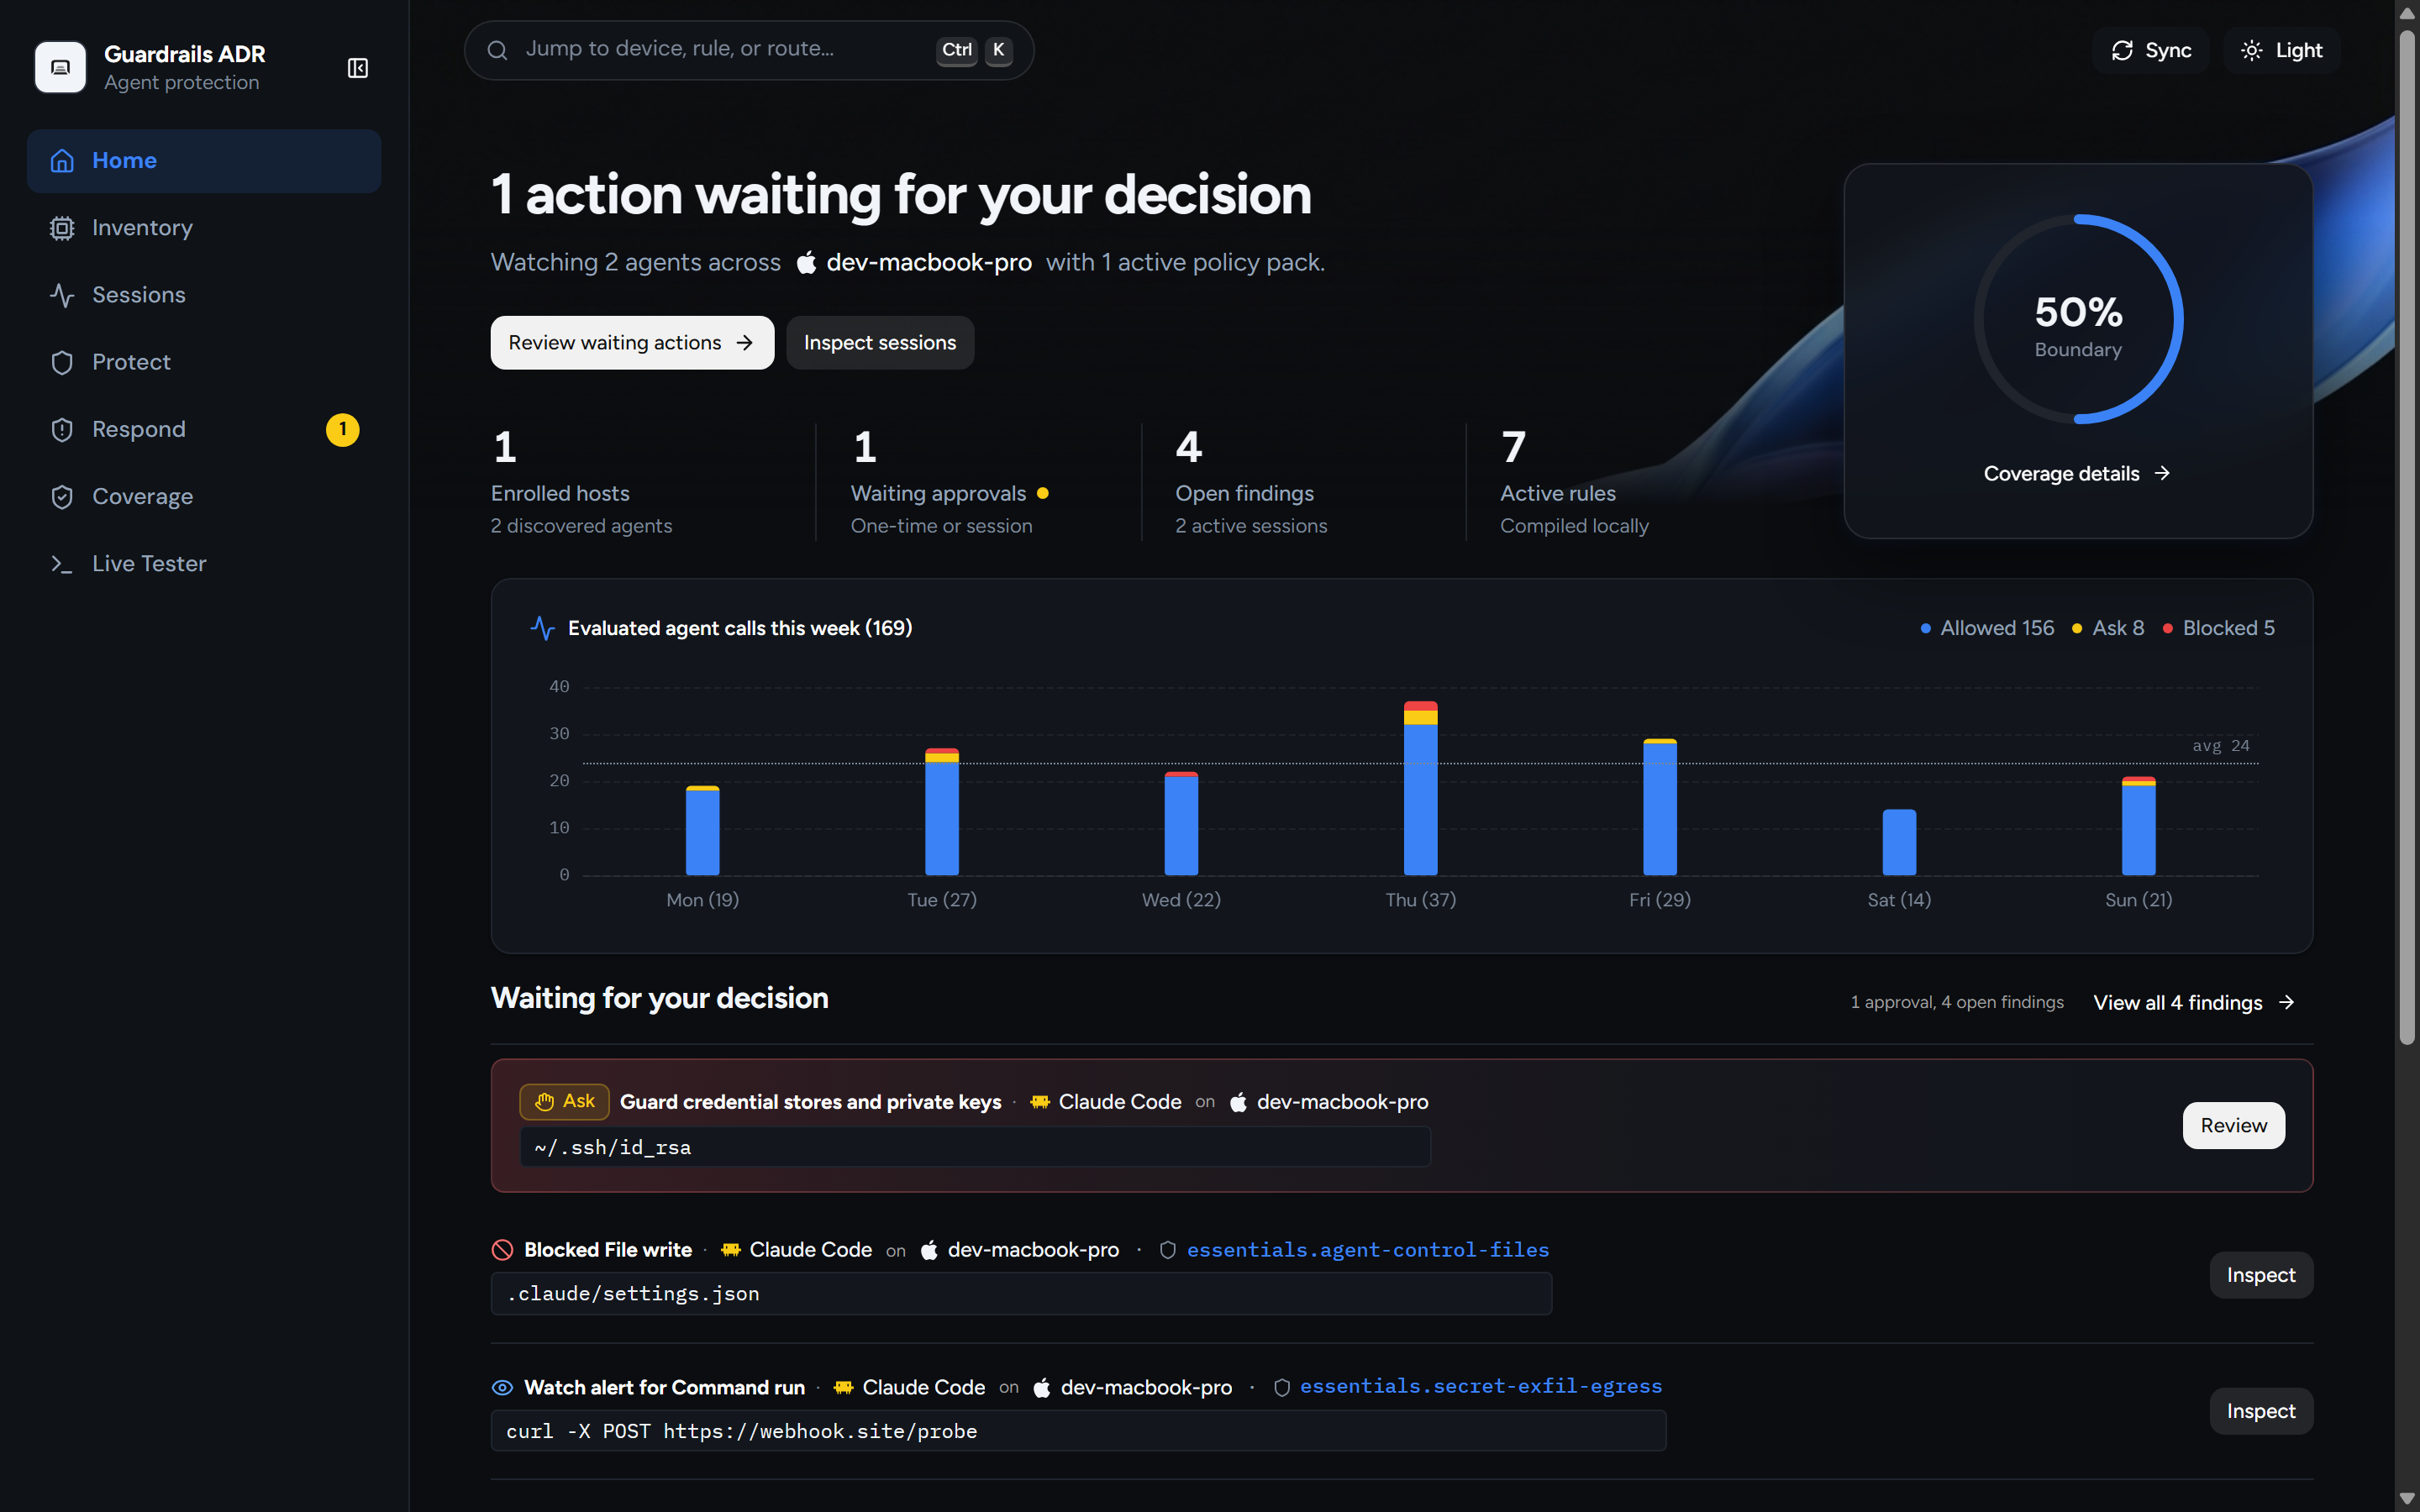 Guardrails ADR
Agent protection
Home
Inventory
Sessions
Protect
Respond 1
Coverage
Live Tester
Jump to device, rule, or route... Ctrl K
Sync Light
1 action waiting for your decision
Watching 2 agents across dev-macbook-pro with 1 active policy pack.
Review waiting actions Inspect sessions
1
Enrolled hosts
2 discovered agents
1
Waiting approvals
One-time or session
4
Open findings
2 active sessions
7
Active rules
Compiled locally
50%
Boundary
Coverage details
Evaluated agent calls this week (169)
Allowed 156 Ask 8 Blocked 5
40
30
20
10
0
avg 24
Mon (19) Tue (27) Wed (22) Thu (37) Fri (29) Sat (14) Sun (21)
Waiting for your decision
1 approval, 4 open findings View all 4 findings
Ask Guard credential stores and private keys · Claude Code on dev-macbook-pro
~/.ssh/id_rsa
Review
Blocked File write · Claude Code on dev-macbook-pro · essentials.agent-control-files
.claude/settings.json
Inspect
Watch alert for Command run · Claude Code on dev-macbook-pro · essentials.secret-exfil-egress
curl -X POST https://webhook.site/probe
Inspect